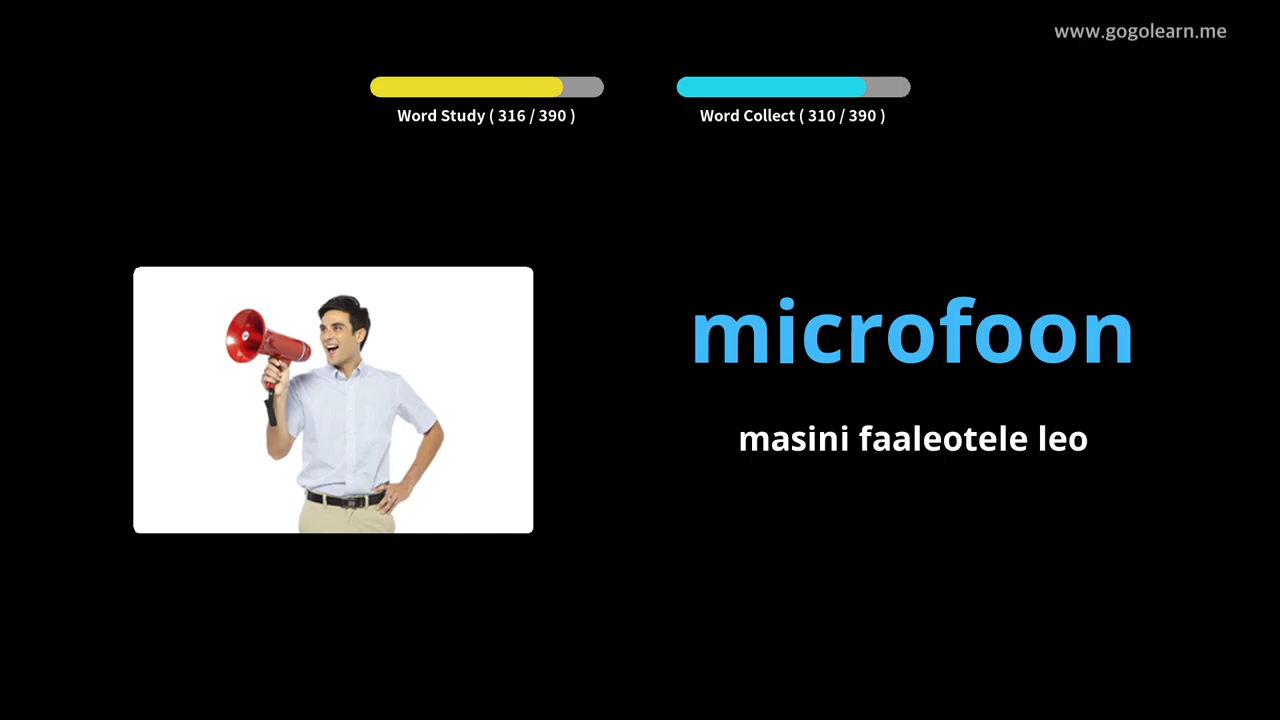 www.gogolearn.me
Word Study ( 316 / 390 )
Word Collect ( 310 / 390 )
microfoon
masini faaleotele leo